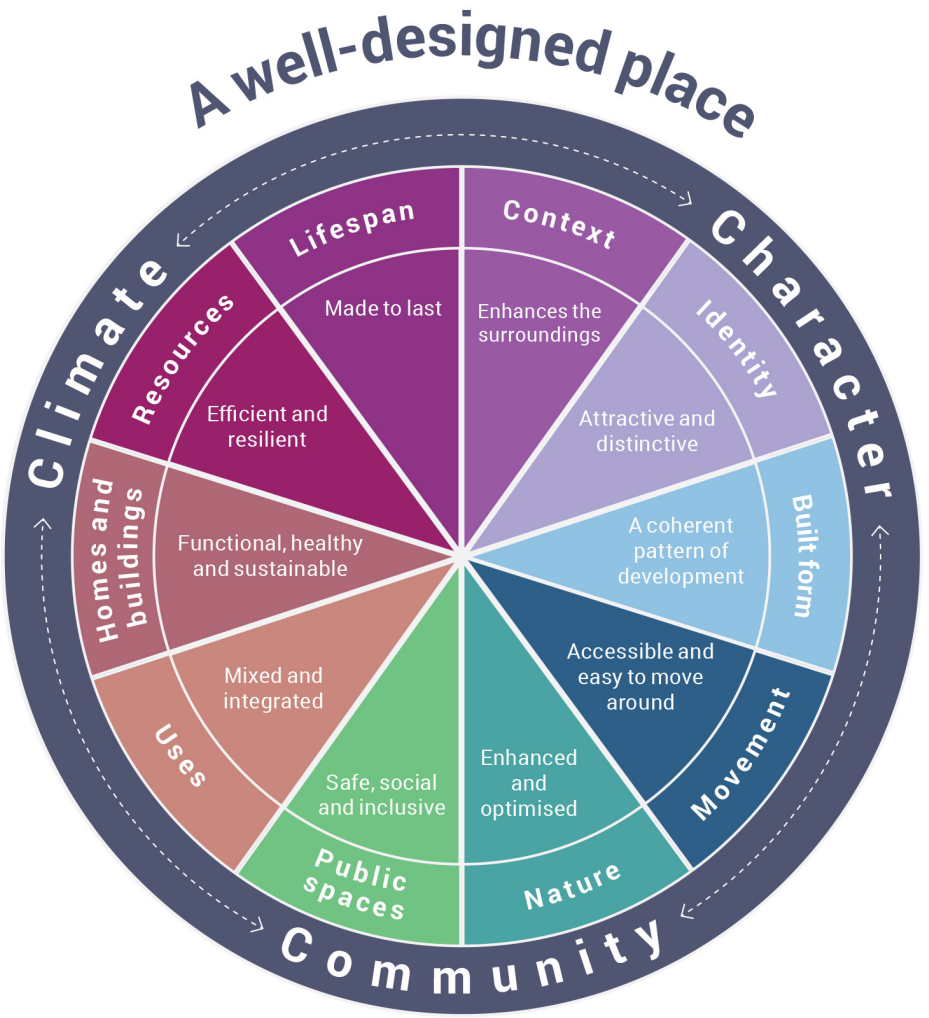 A well-designed place
Climate
Character
Community
Context
Enhances the
surroundings
Identity
Attractive and
distinctive
Built form
A coherent
pattern of
development
Movement
Accessible and
easy to move
around
Nature
Enhanced
and
optimised
Public
spaces
Safe, social
and inclusive
Uses
Mixed and
integrated
Homes and
buildings
Functional, healthy
and sustainable
Resources
Efficient and
resilient
Lifespan
Made to last